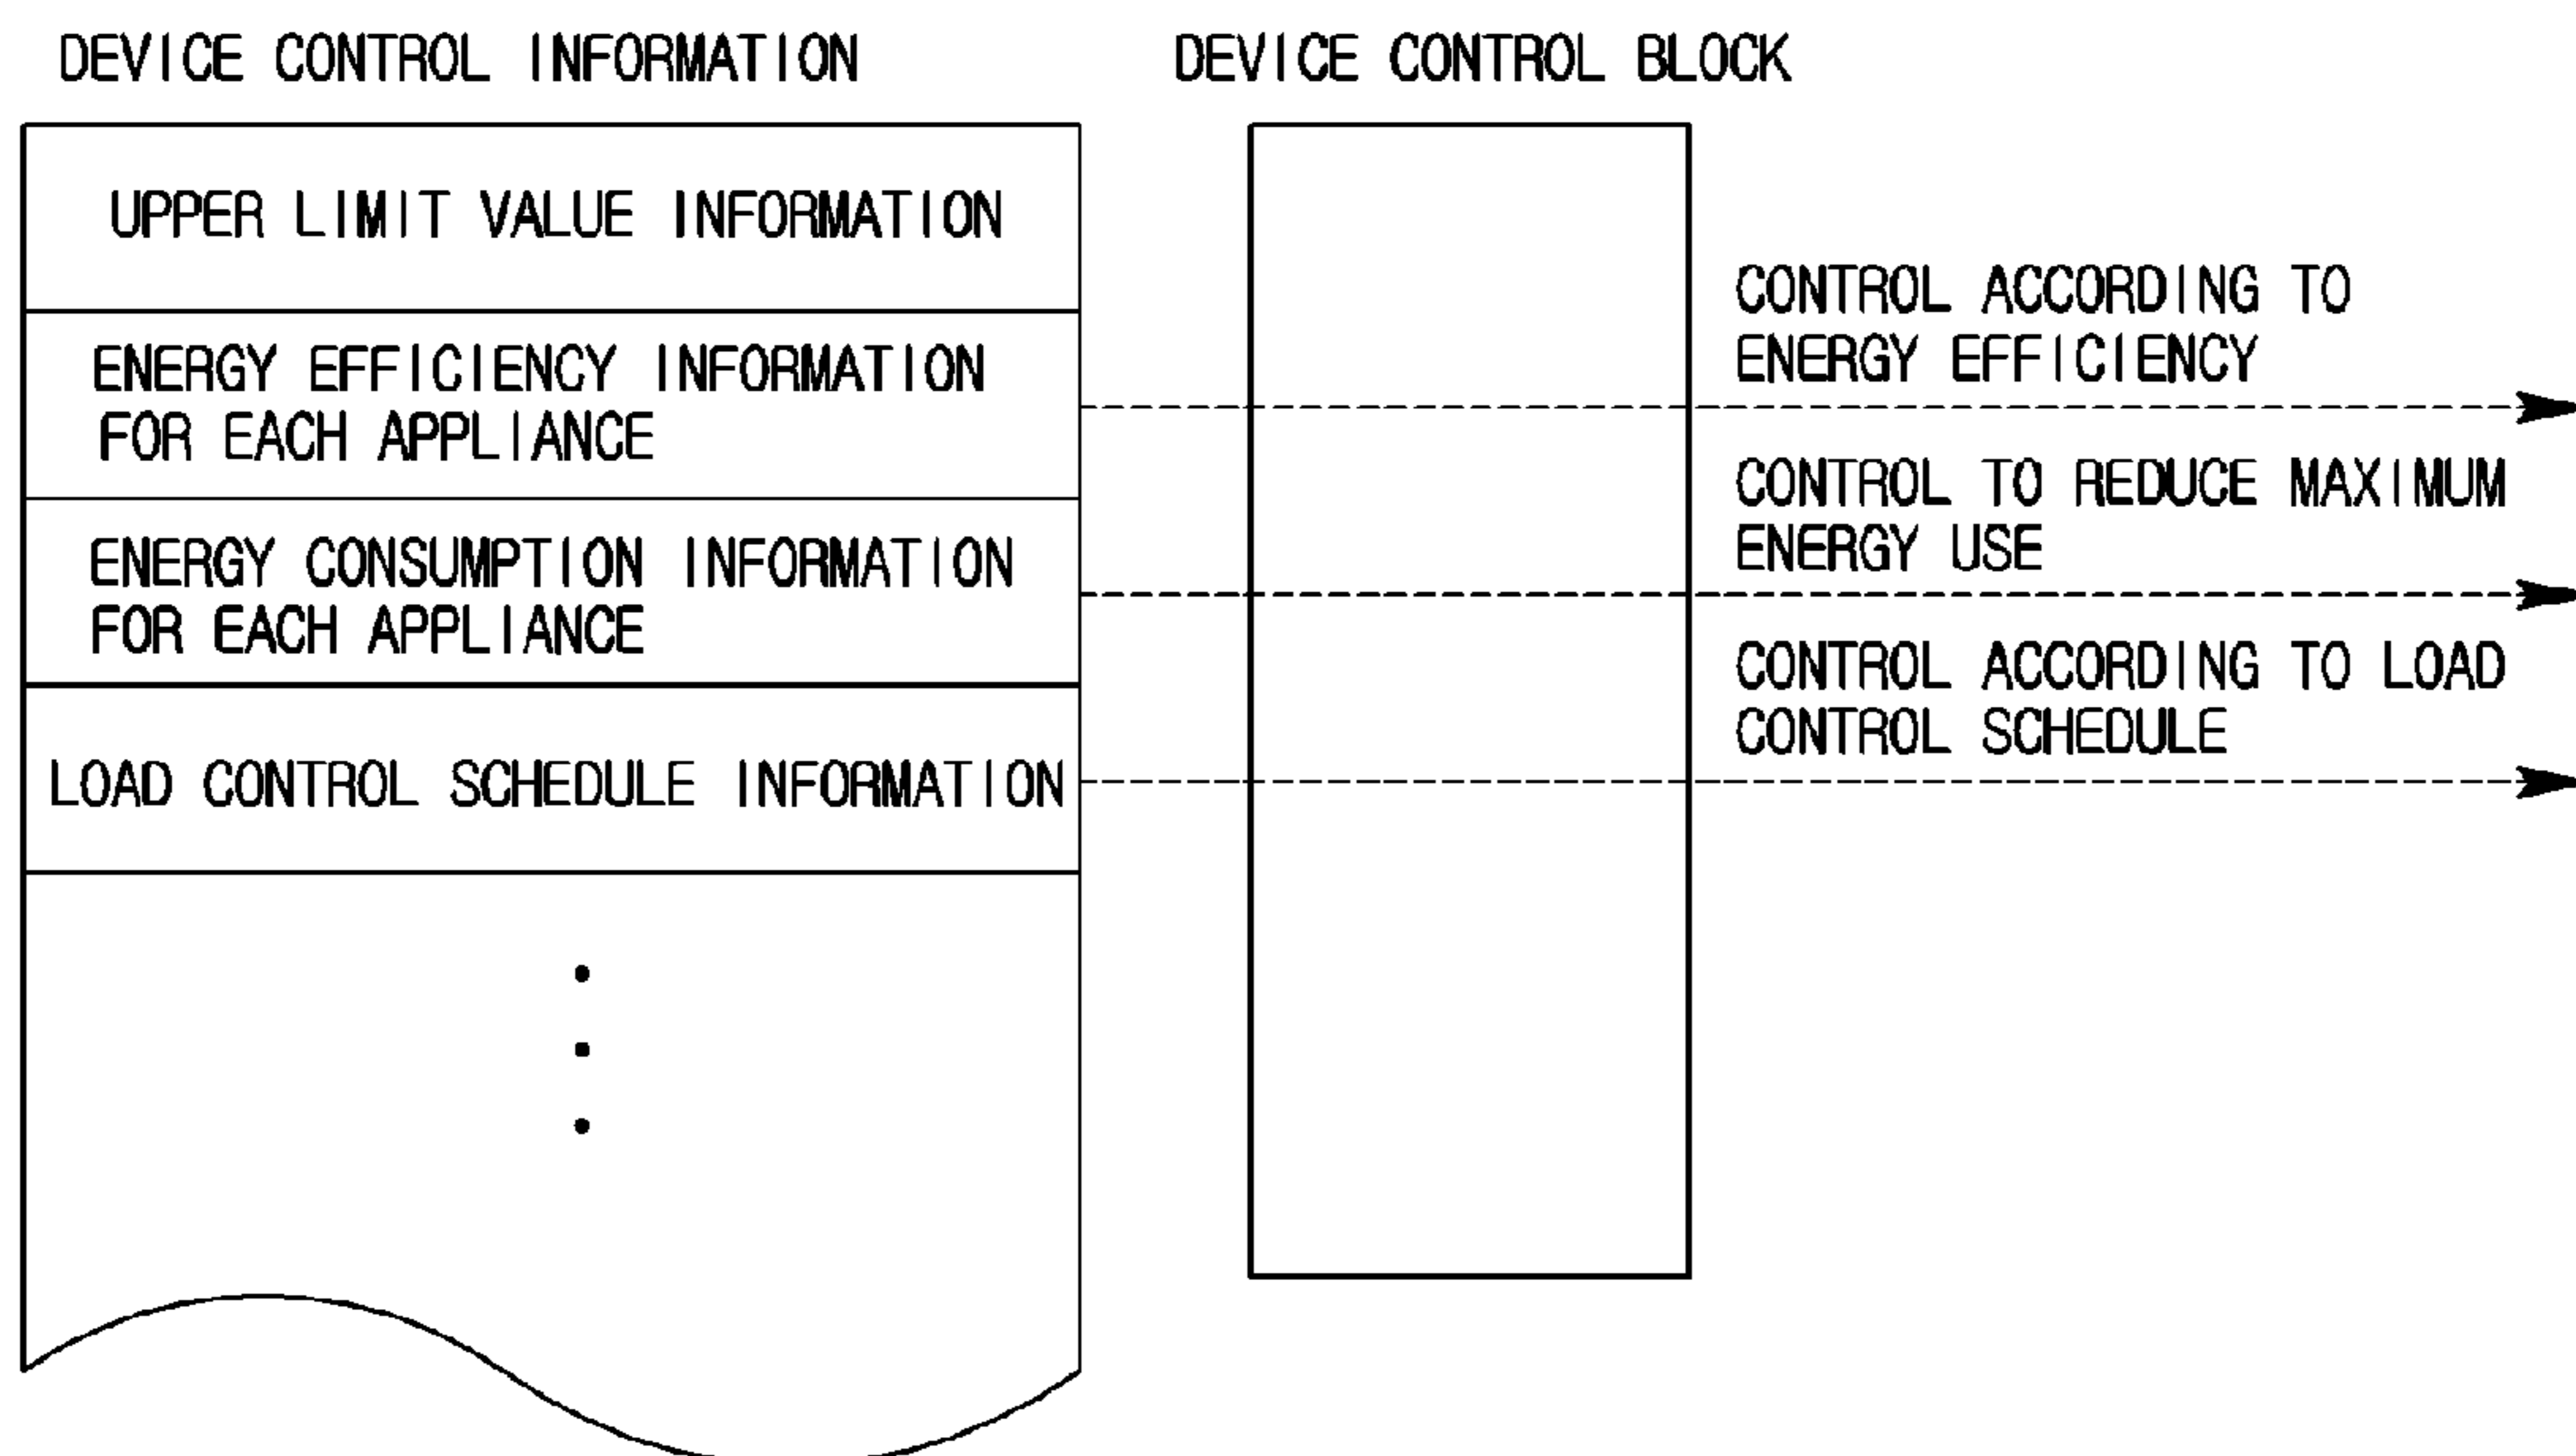 DEVICE CONTROL INFORMATION
DEVICE CONTROL BLOCK
UPPER LIMIT VALUE INFORMATION
ENERGY EFFICIENCY INFORMATION
FOR EACH APPLIANCE
ENERGY CONSUMPTION INFORMATION
FOR EACH APPLIANCE
LOAD CONTROL SCHEDULE INFORMATION
CONTROL ACCORDING TO
ENERGY EFFICIENCY
CONTROL TO REDUCE MAXIMUM
ENERGY USE
CONTROL ACCORDING TO LOAD
CONTROL SCHEDULE